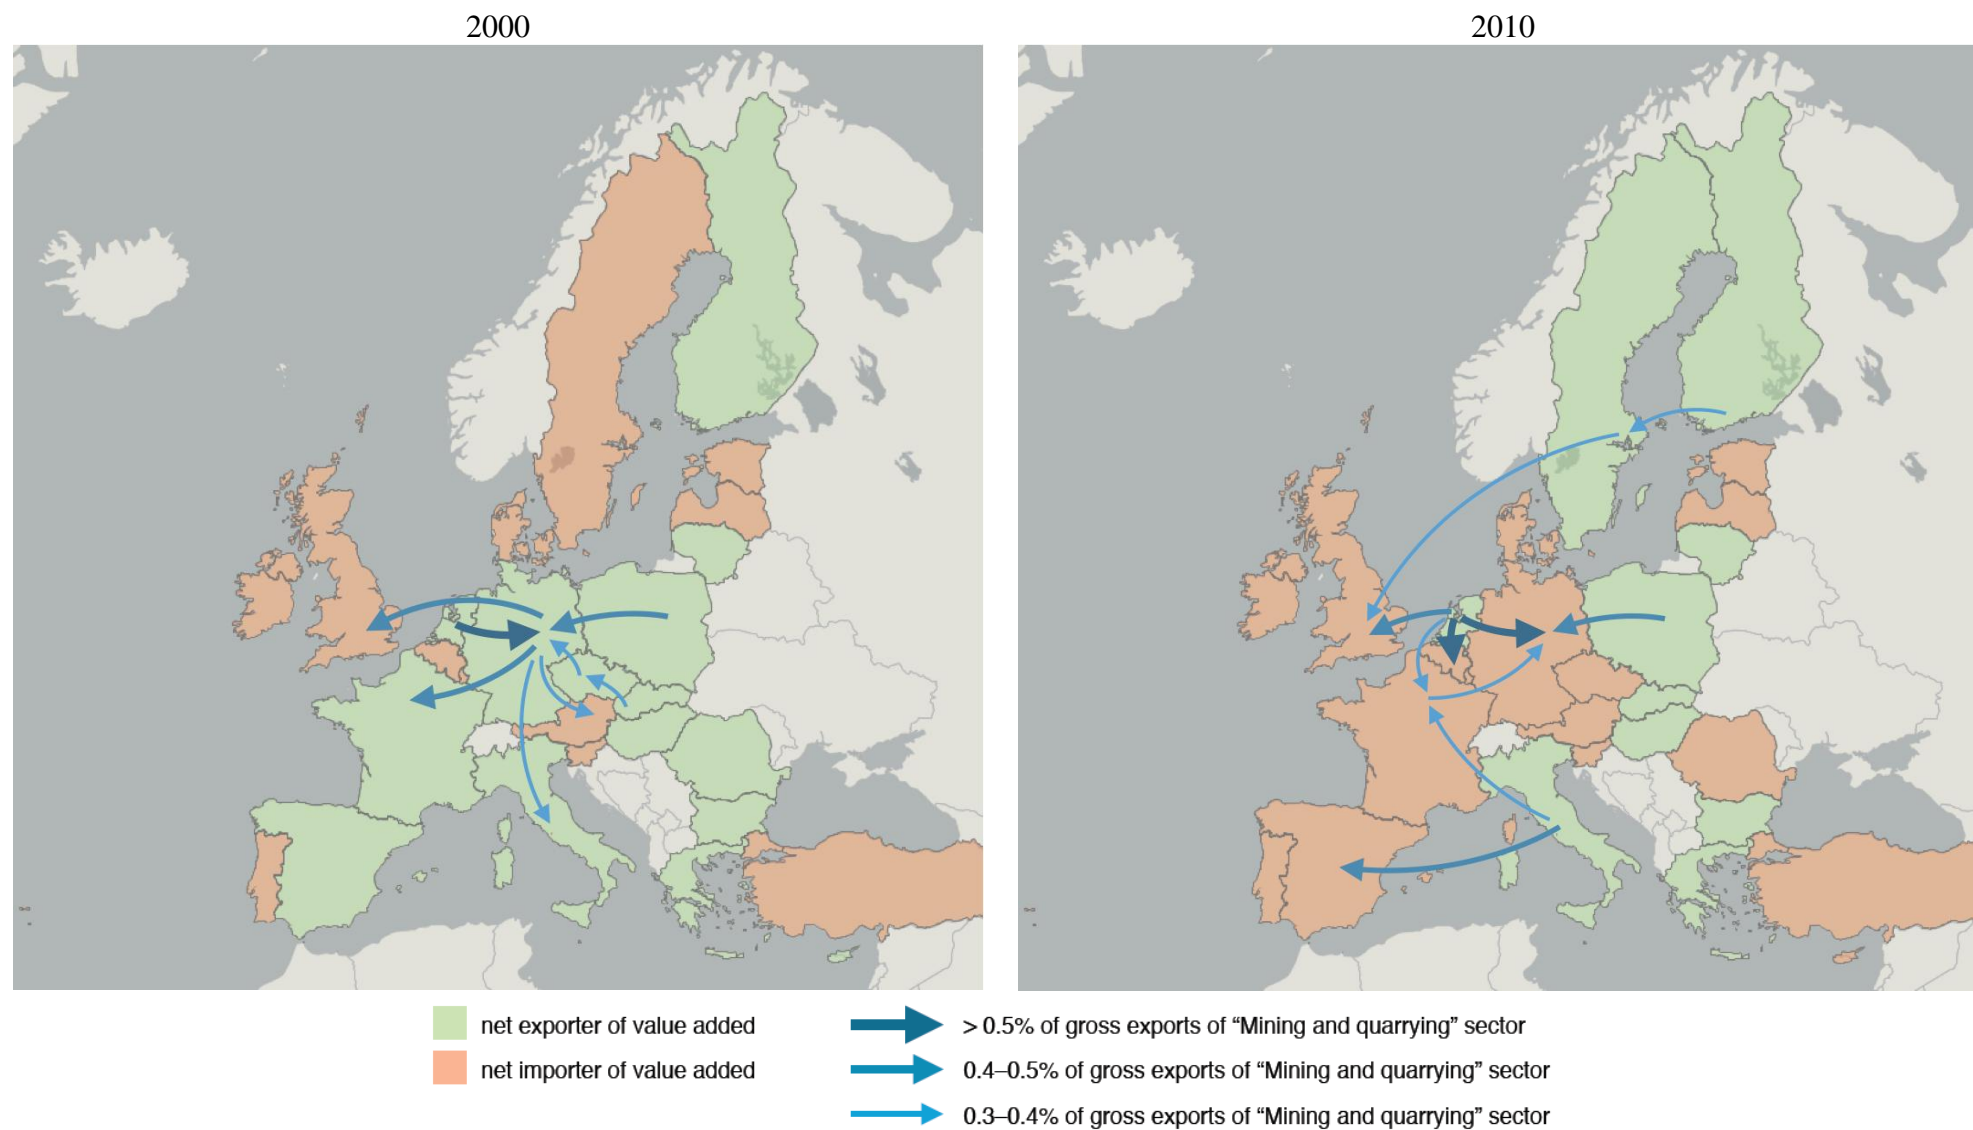 2000
2010
net exporter of value added
> 0.5% of gross exports of “Mining and quarrying” sector
net importer of value added
0.4–0.5% of gross exports of “Mining and quarrying” sector
0.3–0.4% of gross exports of “Mining and quarrying” sector